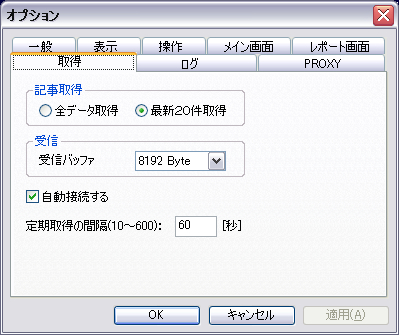 オプション
一般 表示 操作 メイン画面 レポート画面
取得 ログ PROXY
記事取得
全データ取得 最新20件取得
受信
受信バッファ 8192 Byte
自動接続する
定期取得の間隔(10～600): 60 [秒]
OK キャンセル 適用(A)